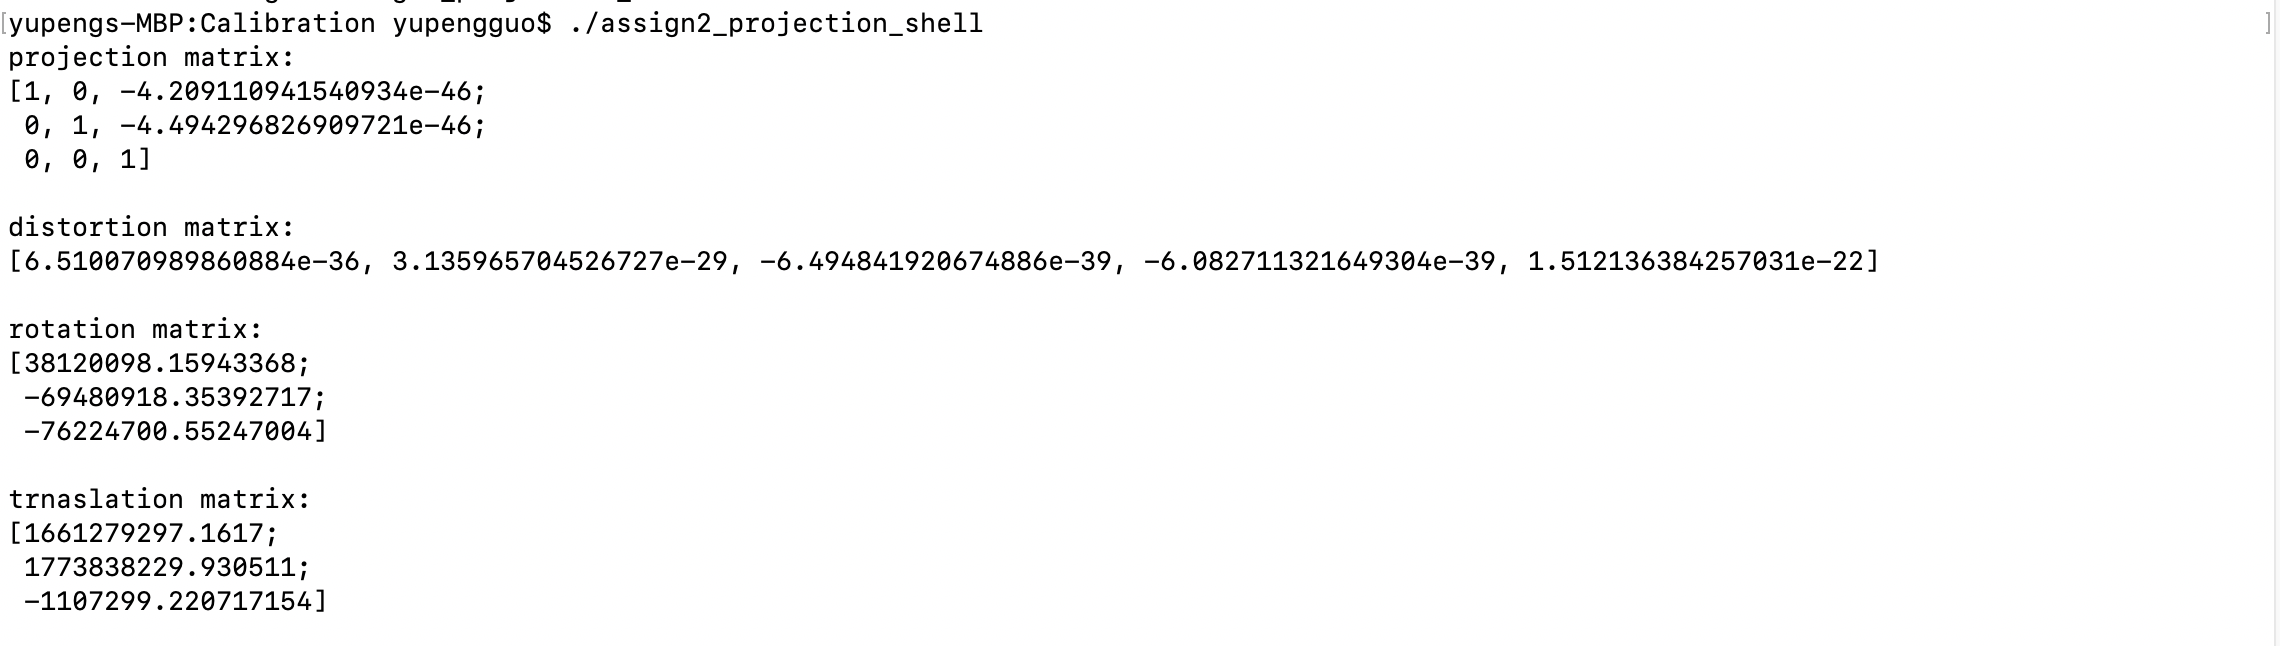 [yupengs-MBP:Calibration yupengguo$ ./assign2_projection_shell ]
projection matrix:
[1, 0, -4.209110941540934e-46;
 0, 1, -4.494296826909721e-46;
 0, 0, 1]
distortion matrix:
[6.510070989860884e-36, 3.135965704526727e-29, -6.494841920674886e-39, -6.082711321649304e-39, 1.512136384257031e-22]
rotation matrix:
[38120098.15943368;
 -69480918.35392717;
 -76224700.55247004]
trnaslation matrix:
[1661279297.1617;
 1773838229.930511;
 -1107299.220717154]